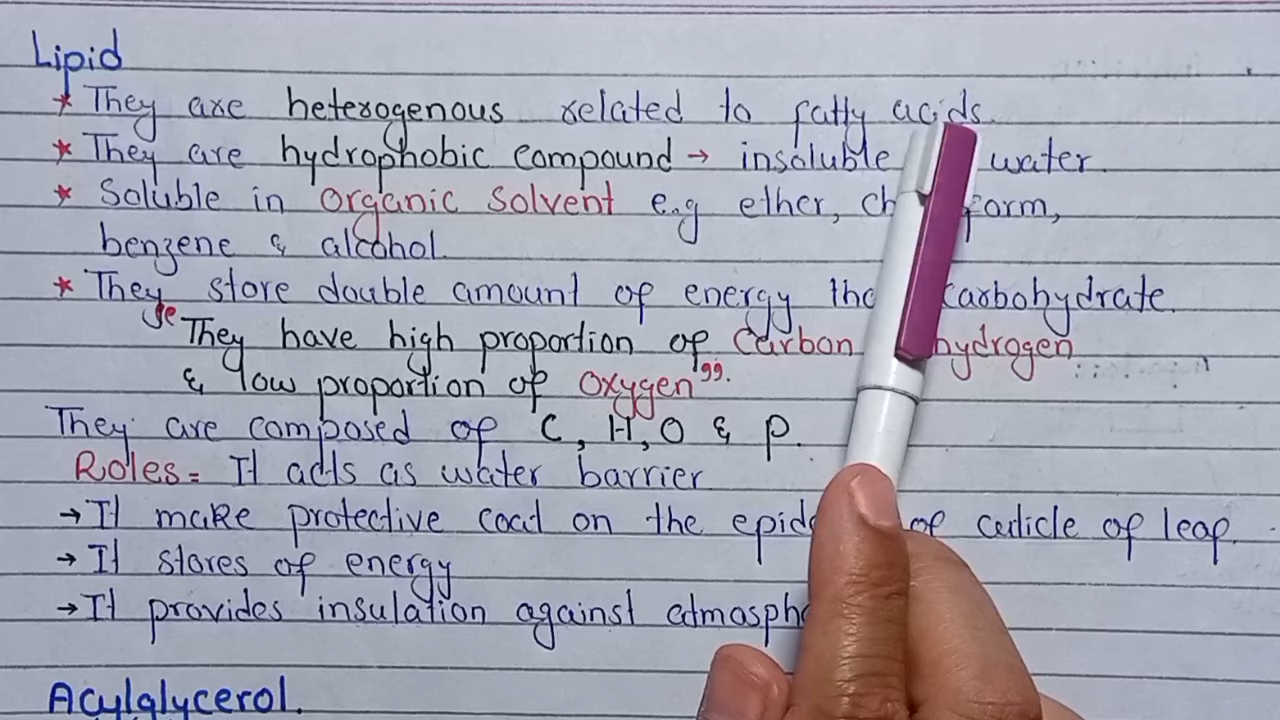 Lipid
* They are heterogenous related to fatty acids.
* They are hydrophobic compound → insoluble water.
* Soluble in organic solvent e.g ether, form,
benzene & alcohol.
* They store double amount of energy carbohydrate.
They have high proportion of carbon hydrogen
& low proportion of oxygen".
They are composed of C, H, O & P.
Roles = It acts as water barrier
→ It make protective coat on the of cuticle of leaf.
→ It stores of energy
→ It provides insulation against
Acylglycerol.